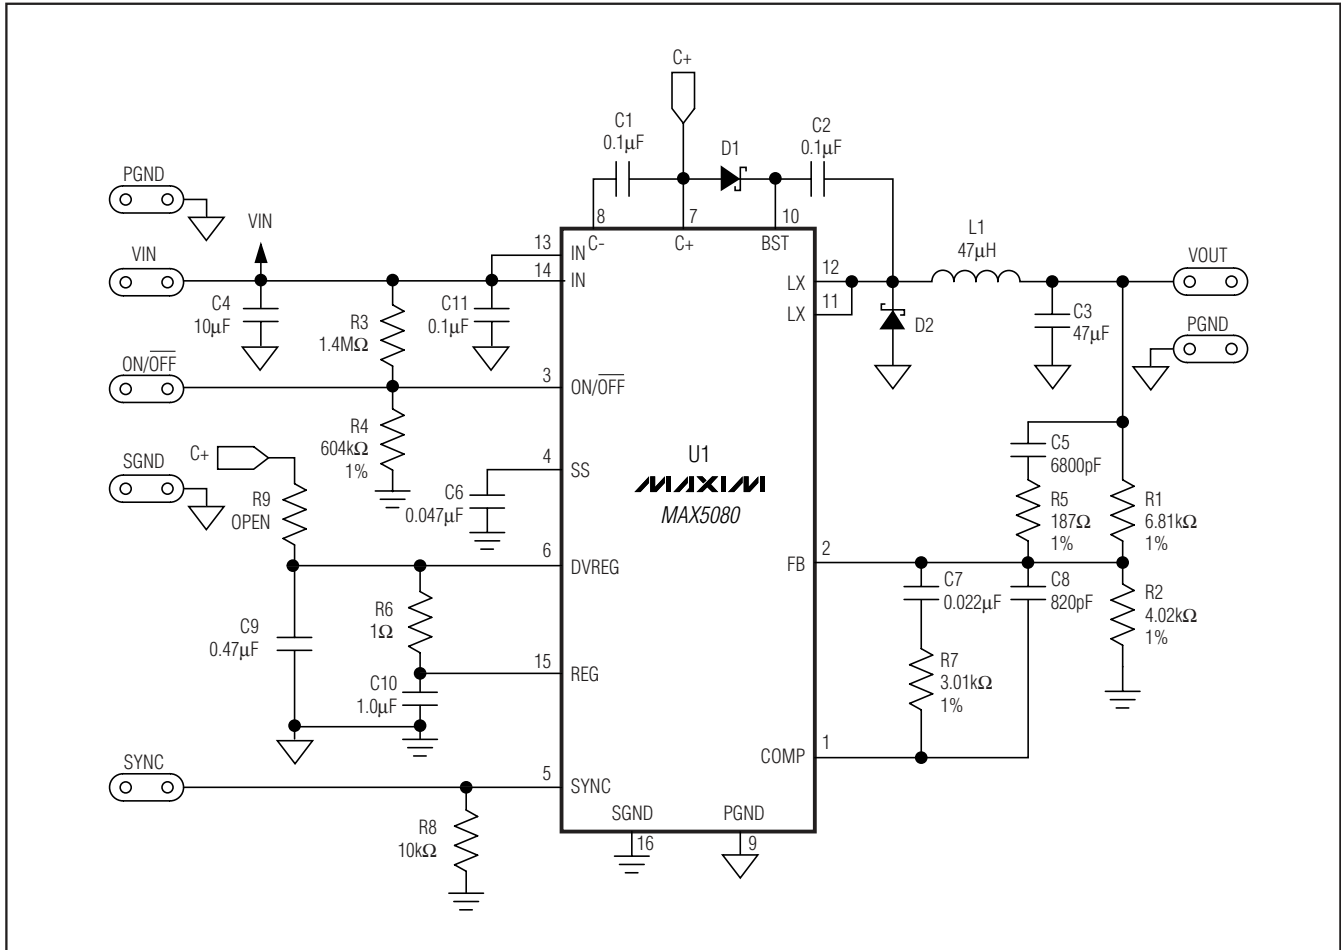 C+
C1
0.1µF
D1
C2
0.1µF
PGND
VIN
VIN
8
7
10
C-
C+
BST
13
IN
14
IN
12
LX
11
LX
L1
47µH
VOUT
C4
10µF
R3
1.4MΩ
C11
0.1µF
D2
C3
47µF
PGND
ON/OFF
3
ON/OFF
R4
604kΩ
1%
C+
SGND
R9
OPEN
4
SS
C6
0.047µF
U1
MAXIM
MAX5080
C5
6800pF
R5
187Ω
1%
R1
6.81kΩ
1%
6
DVREG
2
FB
R6
1Ω
C9
0.47µF
C7
0.022µF
C8
820pF
R2
4.02kΩ
1%
15
REG
C10
1.0µF
R7
3.01kΩ
1%
1
COMP
SYNC
5
SYNC
R8
10kΩ
SGND
16
PGND
9